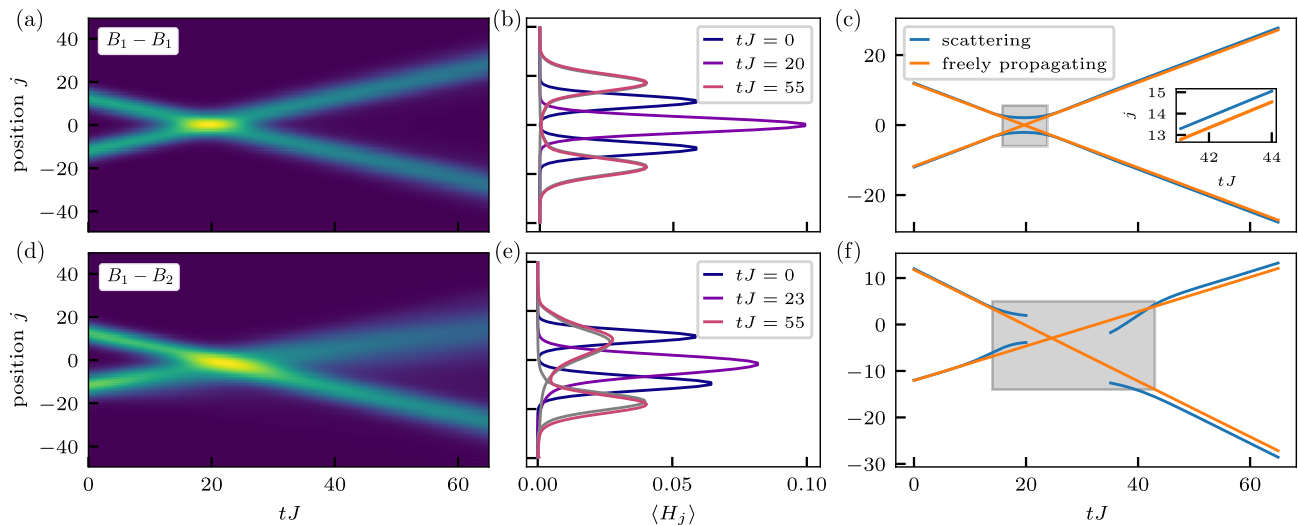 (a)
B₁ − B₁
40
20
0
−20
−40
position j
(b)
tJ = 0
tJ = 20
tJ = 55
(c)
scattering
freely propagating
20
0
−20
15
14
13
j
42
44
tJ
(d)
B₁ − B₂
40
20
0
−20
−40
position j
0
20
40
60
tJ
(e)
tJ = 0
tJ = 23
tJ = 55
0.00
0.05
0.10
⟨H_j⟩
(f)
10
0
−10
−20
−30
0
20
40
60
tJ